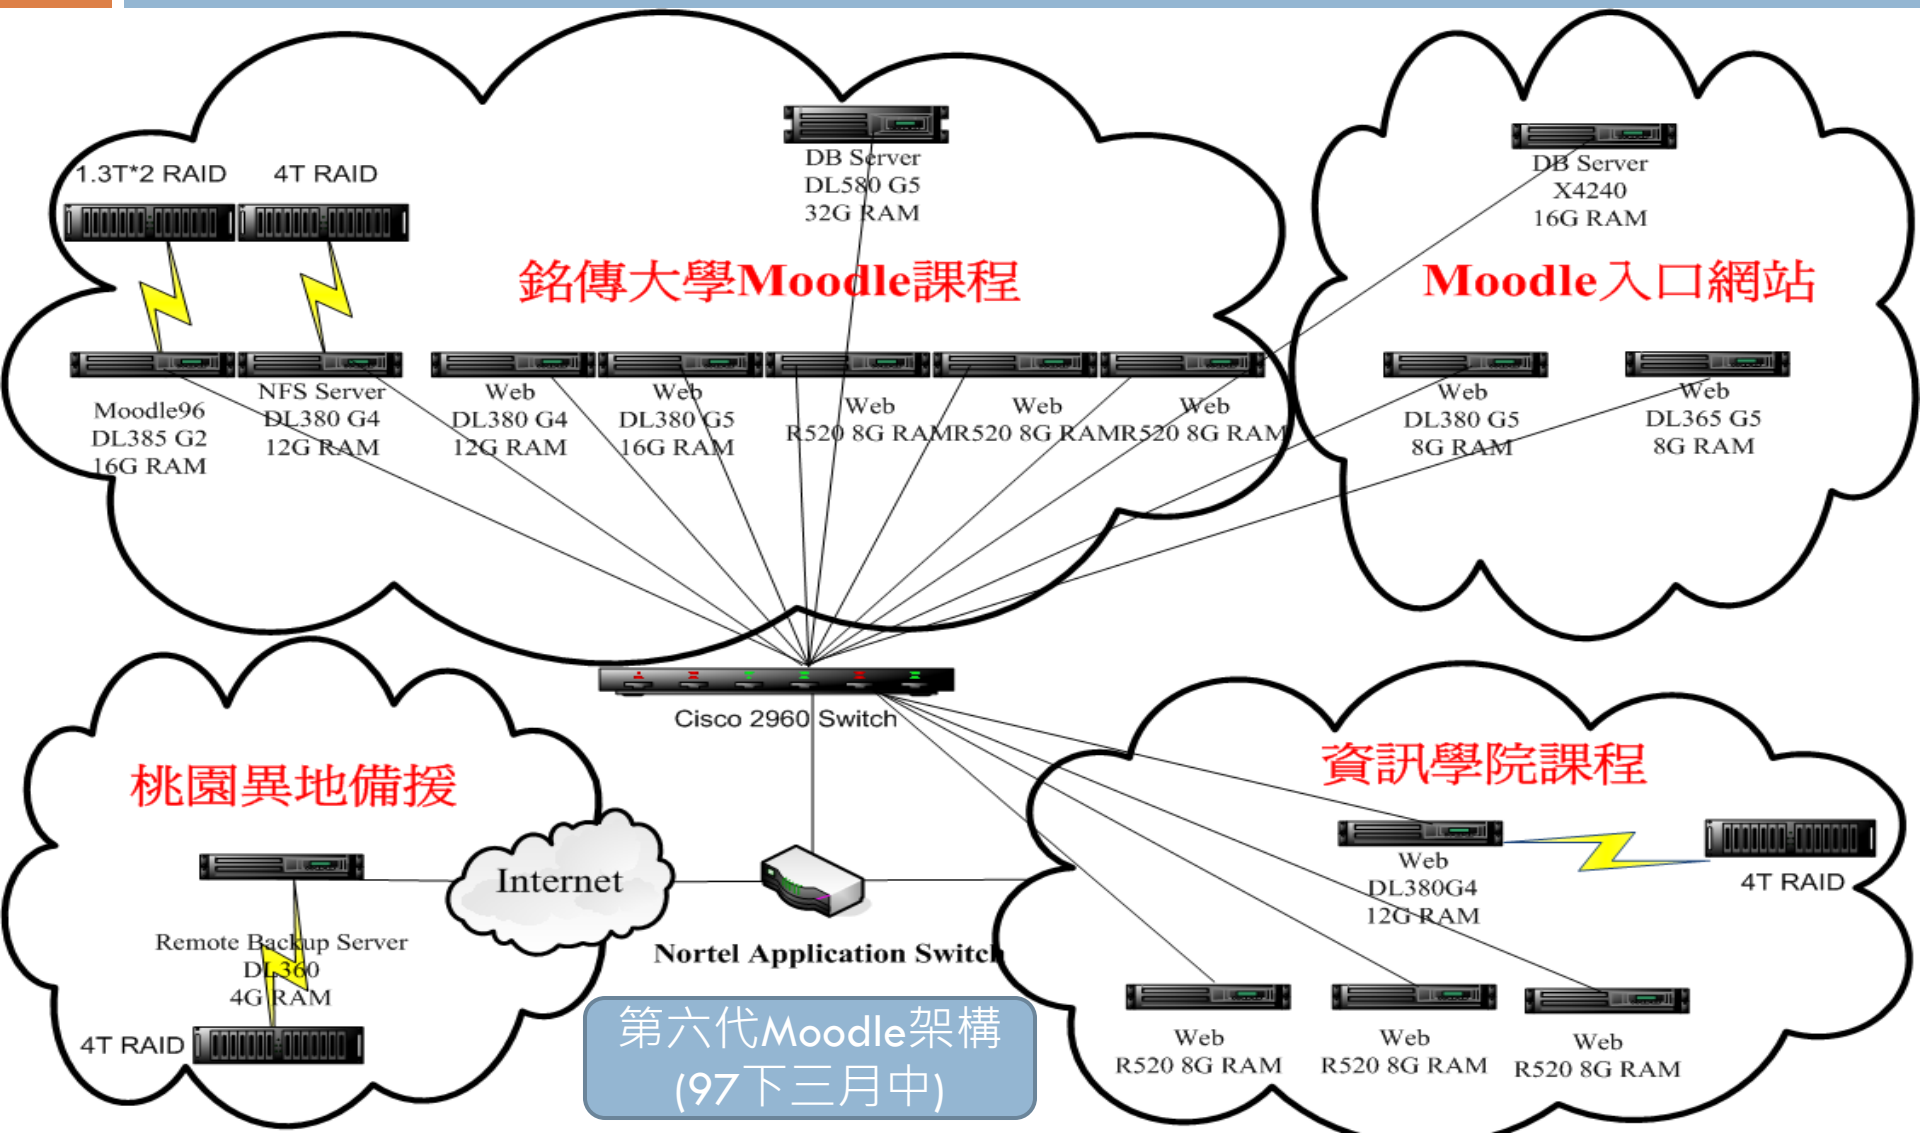 1.3T*2 RAID
4T RAID
DB Server
DL580 G5
32G RAM
DB Server
X4240
16G RAM
銘傳大學Moodle課程
Moodle入口網站
Moodle96
DL385 G2
16G RAM
NFS Server
DL380 G4
12G RAM
Web
DL380 G4
12G RAM
Web
DL380 G5
16G RAM
Web
R520 8G RAM
Web
R520 8G RAM
Web
R520 8G RAM
Web
DL380 G5
8G RAM
Web
DL365 G5
8G RAM
Cisco 2960 Switch
桃園異地備援
資訊學院課程
Internet
Web
DL380G4
12G RAM
4T RAID
Remote Backup Server
DL360
4G RAM
4T RAID
Nortel Application Switch
第六代Moodle架構
(97下三月中)
Web
R520 8G RAM
Web
R520 8G RAM
Web
R520 8G RAM